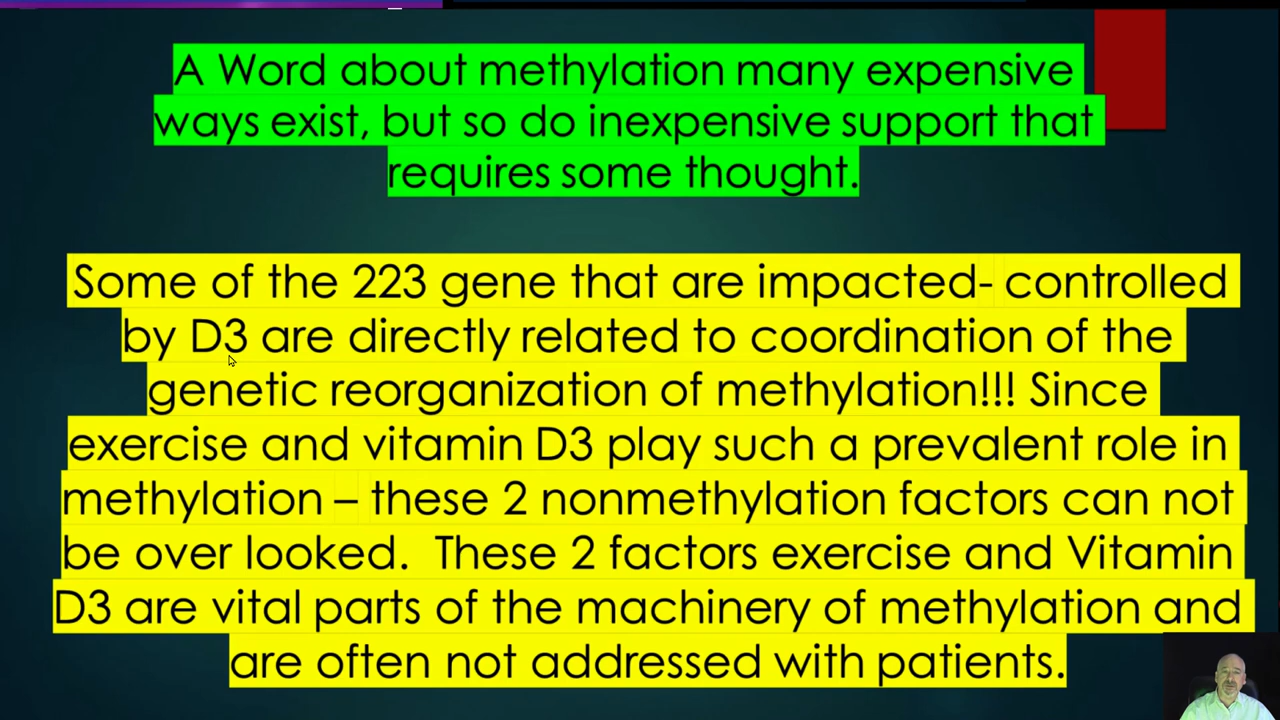 A Word about methylation many expensive
ways exist, but so do inexpensive support that
requires some thought.
Some of the 223 gene that are impacted- controlled
by D3 are directly related to coordination of the
genetic reorganization of methylation!!! Since
exercise and vitamin D3 play such a prevalent role in
methylation – these 2 nonmethylation factors can not
be over looked.  These 2 factors exercise and Vitamin
D3 are vital parts of the machinery of methylation and
are often not addressed with patients.